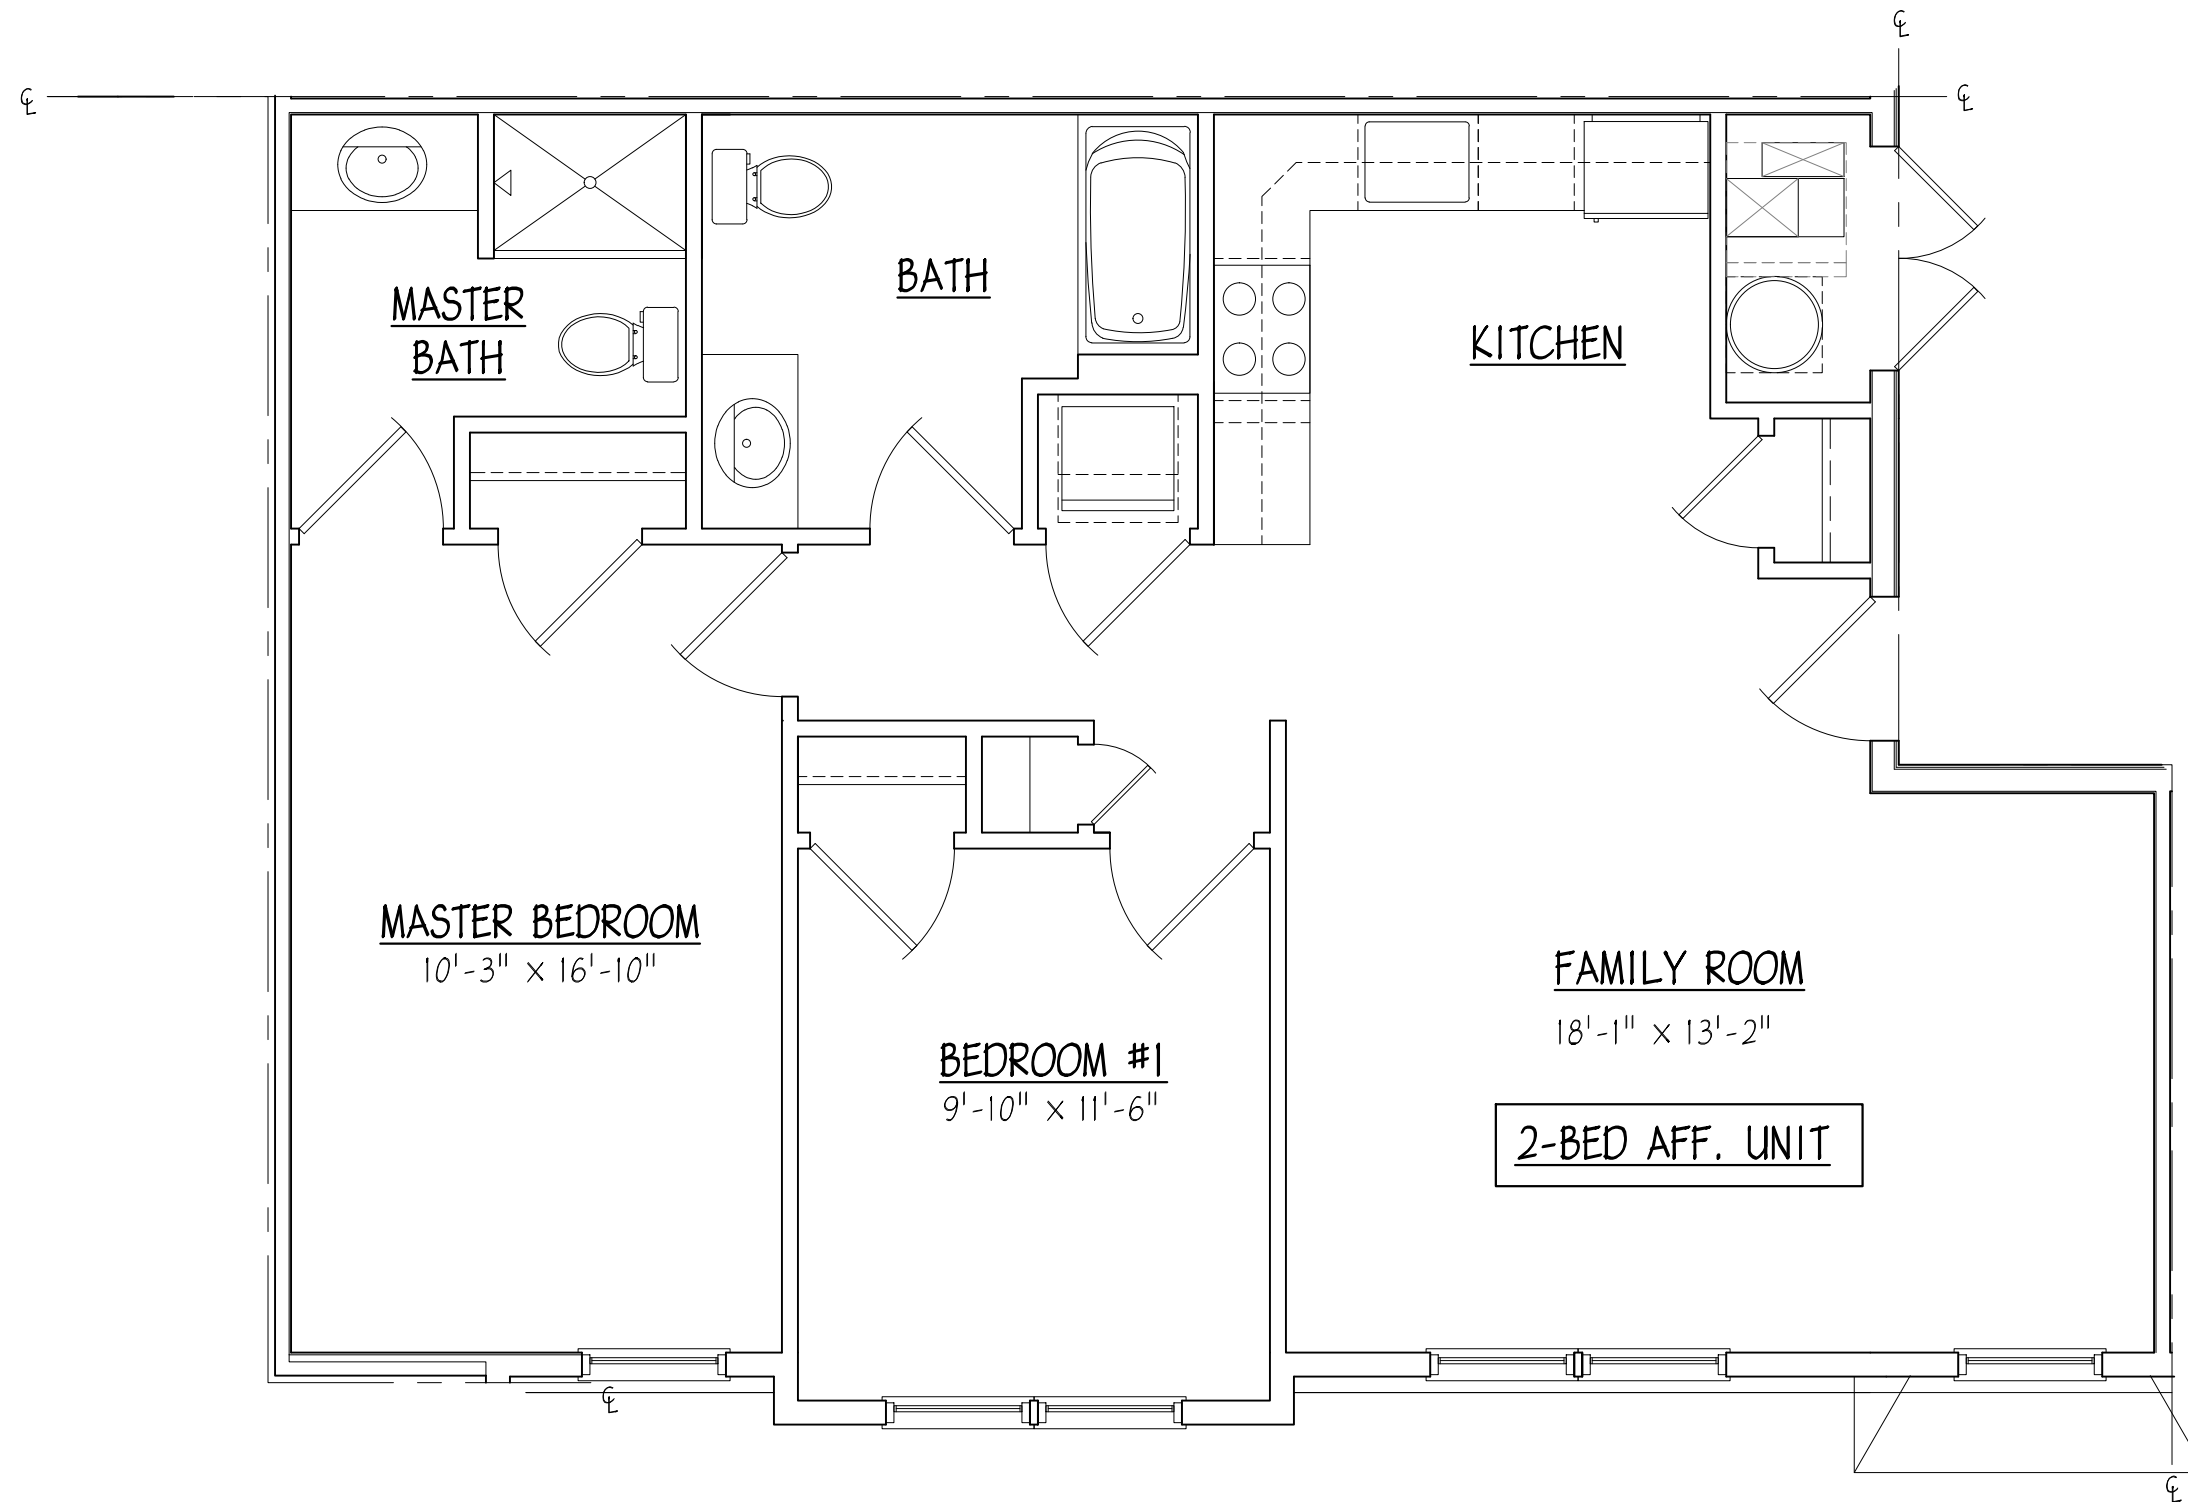 ℄
℄
℄
MASTER
BATH
BATH
KITCHEN
MASTER BEDROOM
10'-3" x 16'-10"
FAMILY ROOM
18'-1" x 13'-2"
BEDROOM #1
9'-10" x 11'-6"
2-BED AFF. UNIT
℄
℄